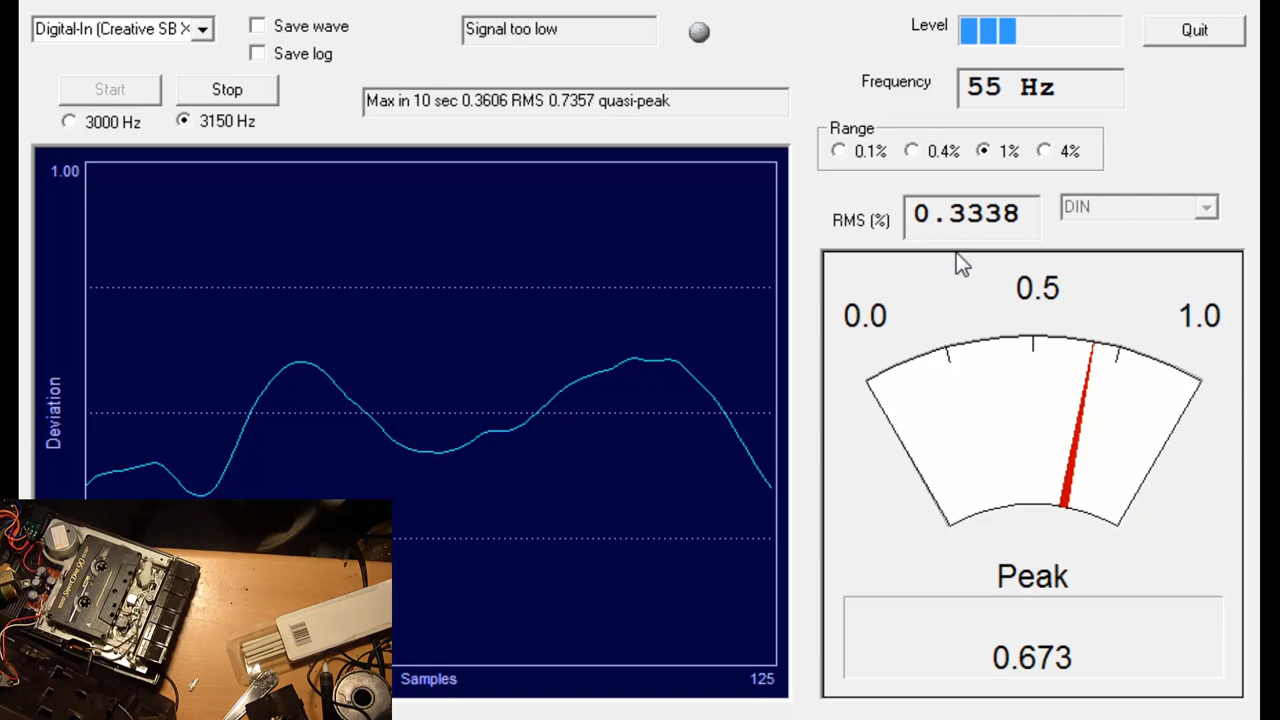 Digital-In (Creative SB X
Save wave
Save log
Signal too low
Level
Quit
Start
Stop
Frequency
55 Hz
3000 Hz
3150 Hz
Max in 10 sec 0.3606 RMS 0.7357 quasi-peak
Range
0.1%
0.4%
1%
4%
RMS (%)
0.3338
DIN
1.00
Deviation
Samples
125
0.0
0.5
1.0
Peak
0.673